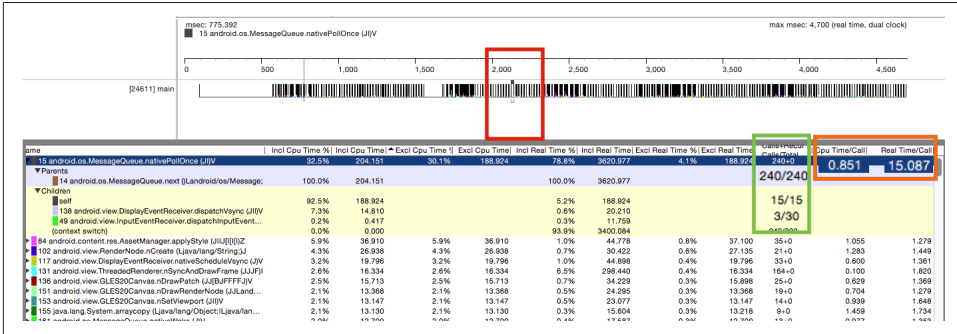 msec: 775.392 max msec: 4,700 (real time, dual clock)
15 android.os.MessageQueue.nativePollOnce (JI)V
0 500 1,000 1,500 2,000 2,500 3,000 3,500 4,000 4,500
[24611] main
ame Incl Cpu Time % Incl Cpu Time Excl Cpu Time % Excl Cpu Time Incl Real Time % Incl Real Time Excl Real Time % Excl Real Time Calls+Recur Calls/Total Cpu Time/Call Real Time/Call
15 android.os.MessageQueue.nativePollOnce (JI)V 32.5% 204.151 30.1% 188.924 78.8% 3620.977 4.1% 188.924 240+0 0.851 15.087
Parents
14 android.os.MessageQueue.next ()Landroid/os/Message; 100.0% 204.151 100.0% 3620.977 240/240
Children
self 92.5% 188.924 5.2% 188.924
138 android.view.DisplayEventReceiver.dispatchVsync (JII)V 7.3% 14.810 0.6% 20.210 15/15
49 android.view.InputEventReceiver.dispatchInputEvent... 0.2% 0.417 0.3% 11.759 3/30
(context switch) 0.0% 0.000 93.9% 3400.084
84 android.content.res.AssetManager.applyStyle (JIIJ[I[I[I)Z 5.9% 36.910 5.9% 36.910 1.0% 44.778 0.8% 37.100 35+0 1.055 1.279
102 android.view.RenderNode.nCreate (Ljava/lang/String;)J 4.3% 26.938 4.3% 26.938 0.7% 30.422 0.6% 27.135 21+0 1.283 1.449
117 android.view.DisplayEventReceiver.nativeScheduleVsync (J)V 3.2% 19.796 3.2% 19.796 1.0% 44.898 0.4% 19.796 33+0 0.600 1.361
131 android.view.ThreadedRenderer.nSyncAndDrawFrame (JJJF)I 2.6% 16.334 2.6% 16.334 6.5% 298.440 0.4% 16.334 164+0 0.100 1.820
136 android.view.GLES20Canvas.nDrawPatch (JJ[BJFFFFJ)V 2.5% 15.713 2.5% 15.713 0.7% 34.229 0.3% 15.898 25+0 0.629 1.369
151 android.view.GLES20Canvas.nDrawRenderNode (JJLand... 2.1% 13.368 2.1% 13.368 0.5% 24.295 0.3% 13.368 19+0 0.704 1.279
153 android.view.GLES20Canvas.nSetViewport (JII)V 2.1% 13.147 2.1% 13.147 0.5% 23.077 0.3% 13.147 14+0 0.939 1.648
155 java.lang.System.arraycopy (Ljava/lang/Object;ILjava/lan... 2.1% 13.130 2.1% 13.130 0.3% 15.604 0.3% 13.218 9+0 1.459 1.734